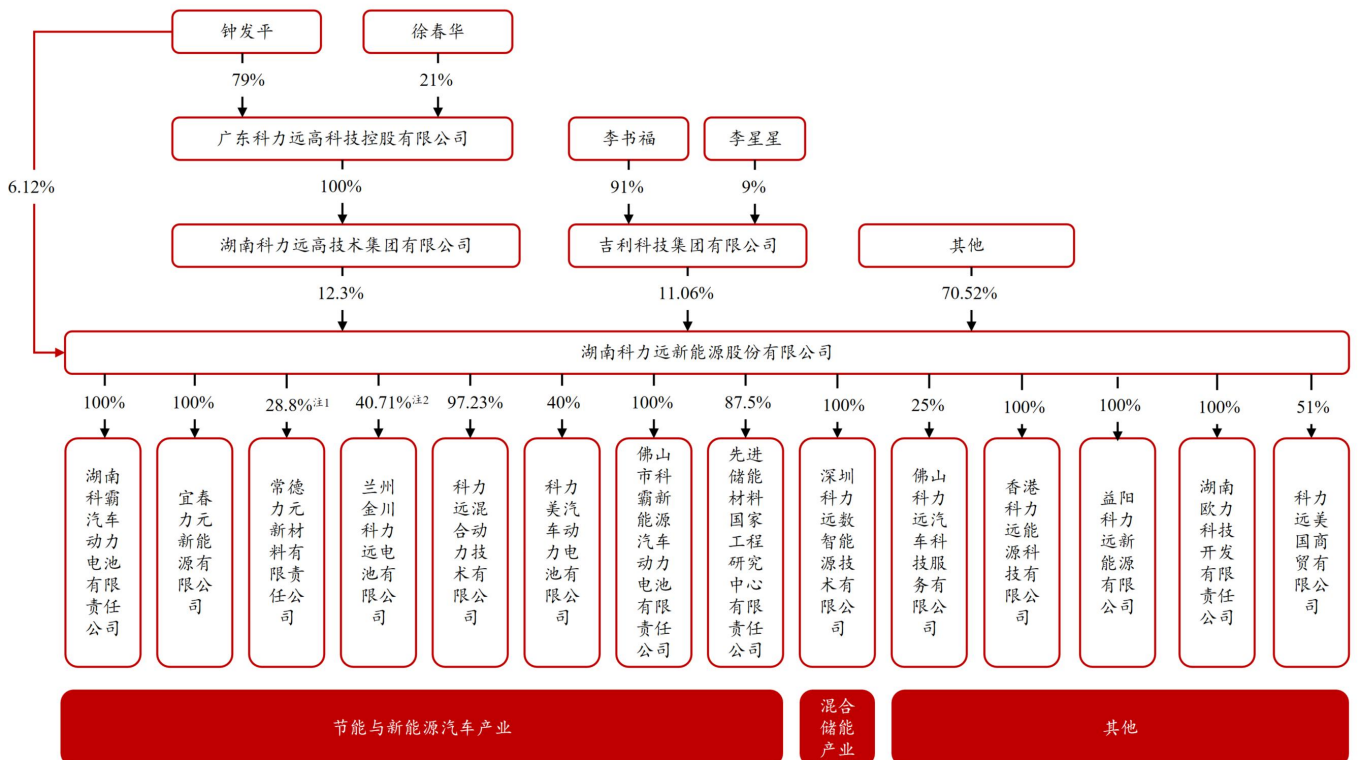 钟发平
徐春华
79%
21%
广东科力远高科技控股有限公司
李书福
李星星
6.12%
100%
91%
9%
湖南科力远高技术集团有限公司
吉利科技集团有限公司
其他
12.3%
11.06%
70.52%
湖南科力远新能源股份有限公司
100%
100%
28.8%注1
40.71%注2
97.23%
40%
100%
87.5%
100%
25%
100%
100%
100%
51%
湖南
科霸
汽车
动力
电池
有限
责任
公司
宜春
力元
新能
源有
限公
司
常德
力元
新材
料有
限责
任公
司
兰州
金川
科力
远电
池有
限公
司
科力
远混
合动
力技
术有
限公
司
科力
美汽
车动
力电
池有
限公
司
佛山
市科
霸新
能源
汽车
动力
电池
有限
责任
公司
先进
储能
材料
国家
工程
研究
中心
有限
责任
公司
深圳
科力
远数
智能
源技
术有
限公
司
佛山
科力
远汽
车科
技服
务有
限公
司
香港
科力
远能
源科
技有
限公
司
益阳
科力
远新
能源
有限
公司
湖南
欧力
科技
开发
有限
责任
公司
科力
远美
国商
贸有
限公
司
节能与新能源汽车产业
混合
储能
产业
其他